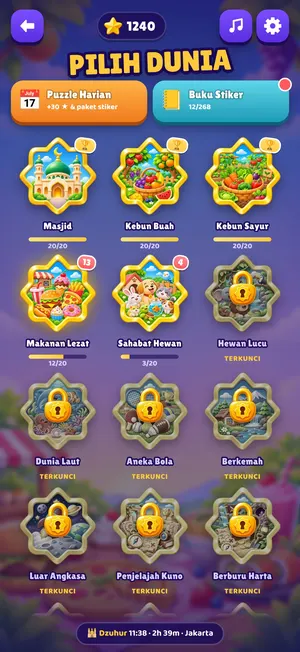 1240
PILIH DUNIA
July
17
Puzzle Harian
+30 ★ & paket stiker
Buku Stiker
12/268
Masjid
20/20
Kebun Buah
20/20
Kebun Sayur
20/20
13
Makanan Lezat
12/20
4
Sahabat Hewan
3/20
Hewan Lucu
TERKUNCI
Dunia Laut
TERKUNCI
Aneka Bola
TERKUNCI
Berkemah
TERKUNCI
Luar Angkasa
TERKUNCI
Penjelajah Kuno
TERKUNCI
Berburu Harta
TERKUNCI
Dzuhur 11:38 · 2h 39m · Jakarta